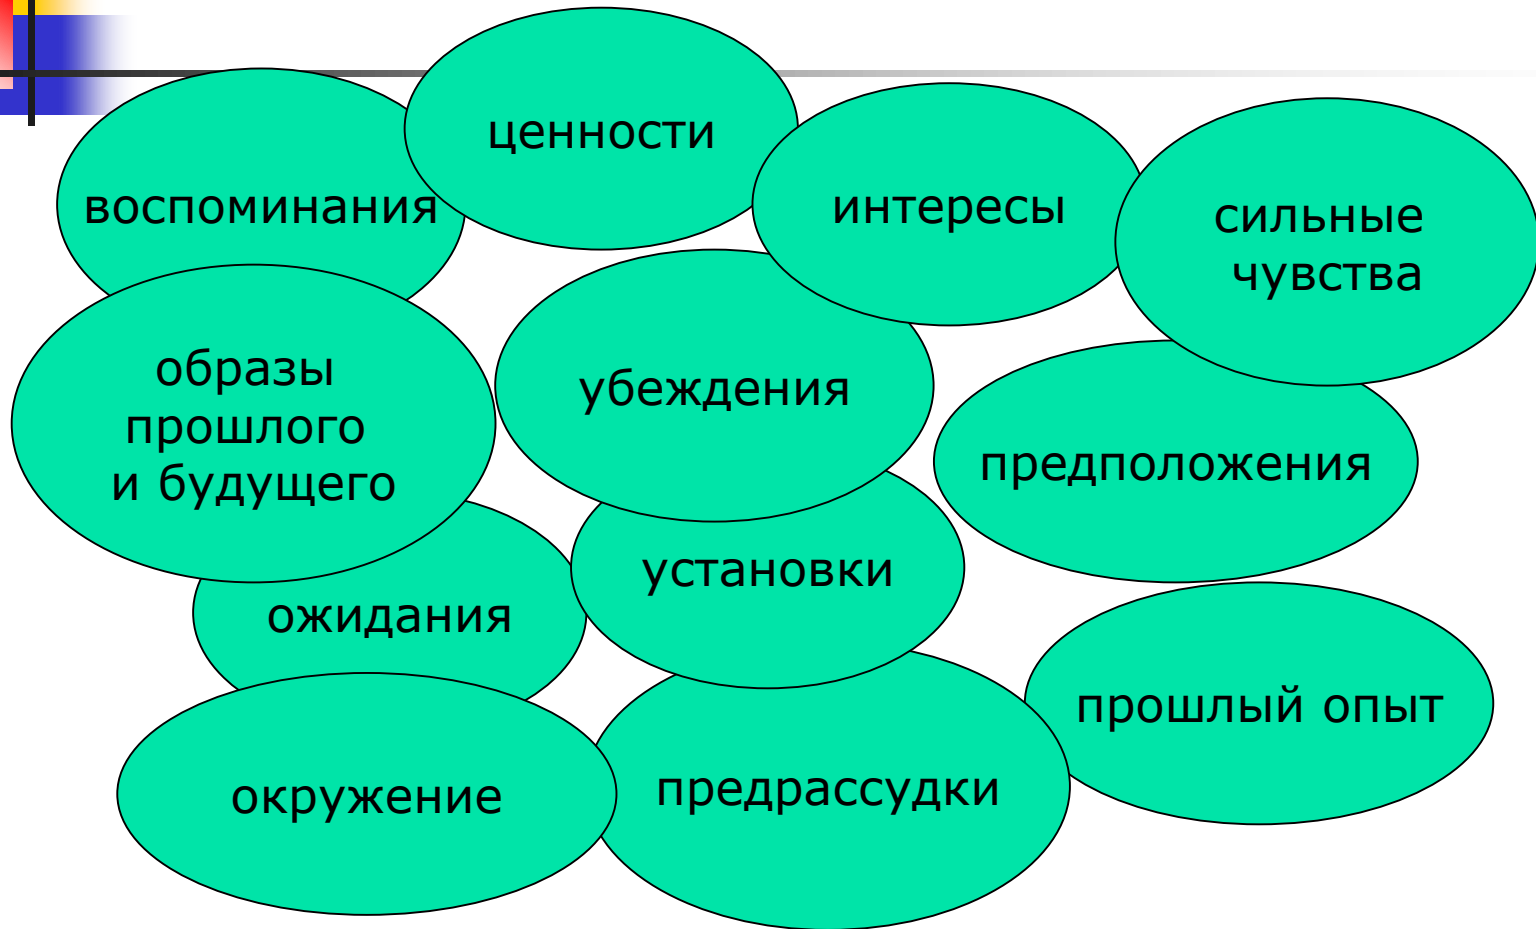 ценности
воспоминания
интересы
сильные
чувства
образы
прошлого
и будущего
убеждения
предположения
установки
ожидания
прошлый опыт
предрассудки
окружение